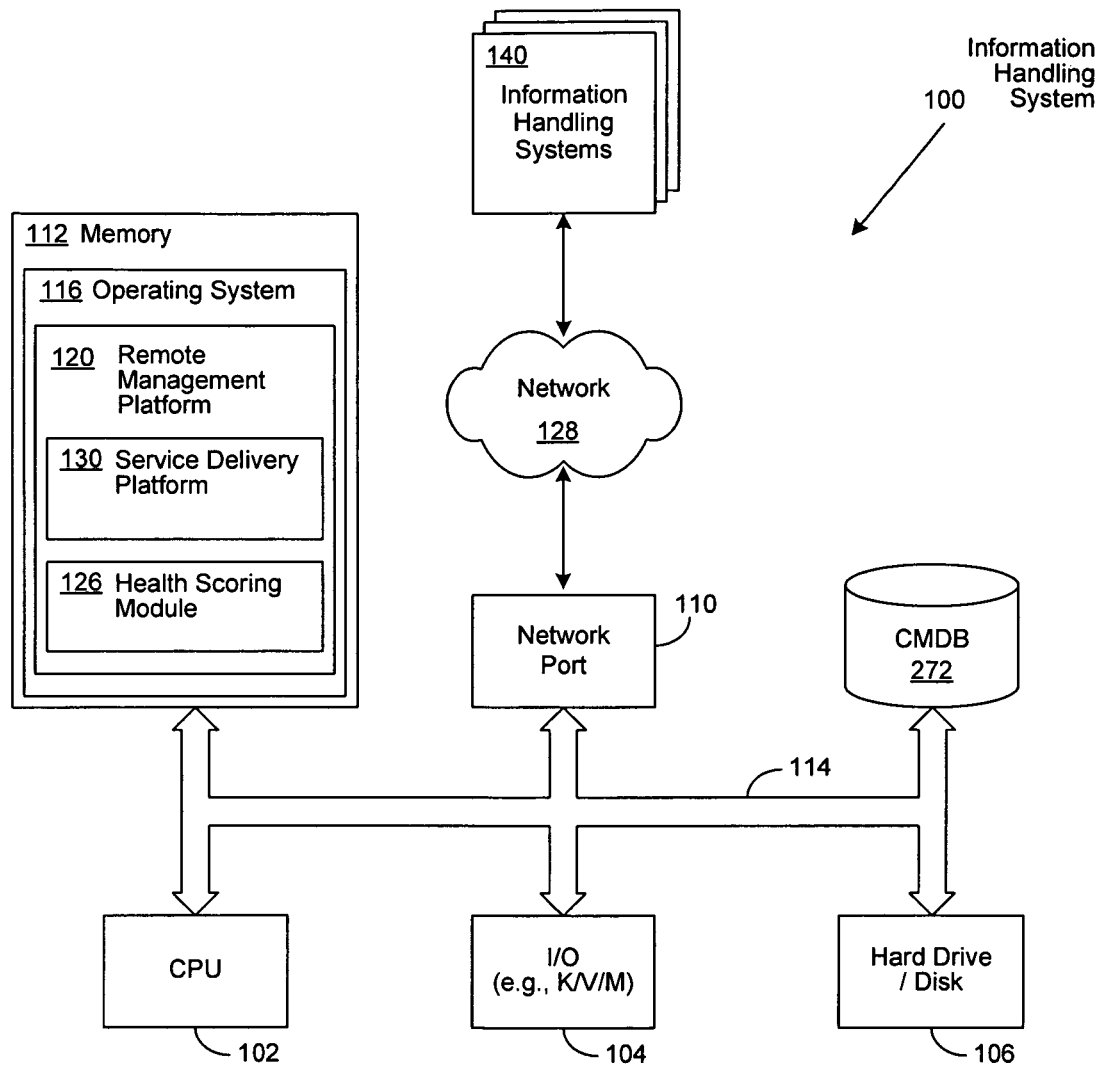 140
Information
Handling
Systems
Information
Handling
System
100
112 Memory
116 Operating System
120 Remote
Management
Platform
130 Service Delivery
Platform
126 Health Scoring
Module
Network
128
110
Network
Port
CMDB
272
114
CPU
I/O
(e.g., K/V/M)
Hard Drive
/ Disk
102
104
106